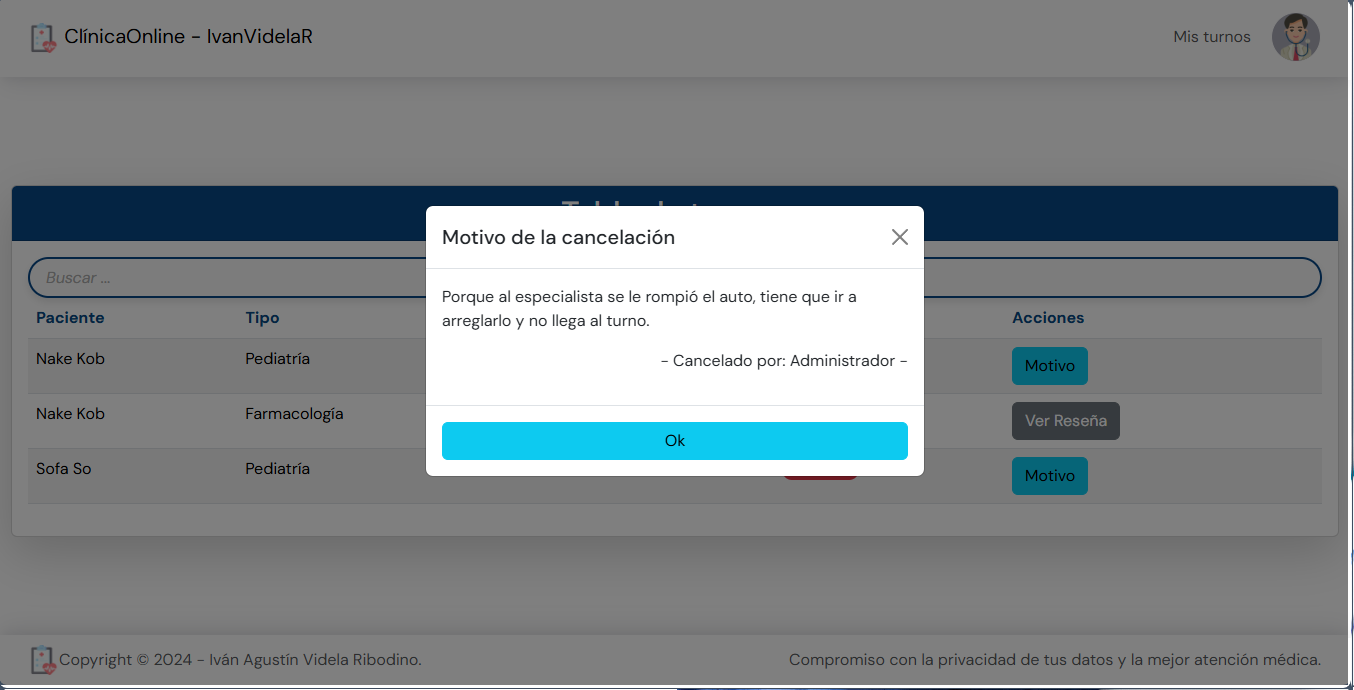 ClínicaOnline - IvanVidelaR
Mis turnos
Motivo de la cancelación
Buscar ...
Porque al especialista se le rompió el auto, tiene que ir a
arreglarlo y no llega al turno.
- Cancelado por: Administrador -
Ok
Paciente Tipo Acciones
Nake Kob Pediatría Motivo
Nake Kob Farmacología Ver Reseña
Sofa So Pediatría Motivo
Copyright © 2024 - Iván Agustín Videla Ribodino.
Compromiso con la privacidad de tus datos y la mejor atención médica.